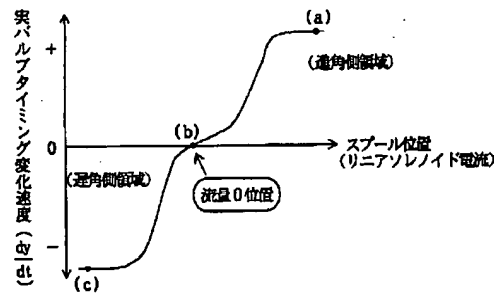 実バルブタイミング変化速度 (dy/dt)
+
0
−
(a)
(進角側領域)
(b)
スプール位置
(リニアソレノイド電流)
(遅角側領域)
流量0位置
(c)